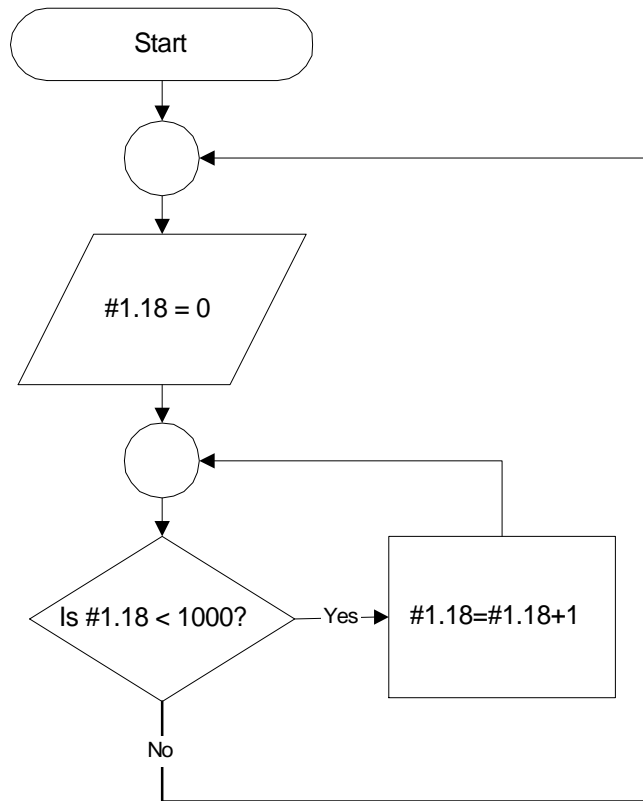 Start
#1.18 = 0
Is #1.18 < 1000?
Yes
#1.18=#1.18+1
No